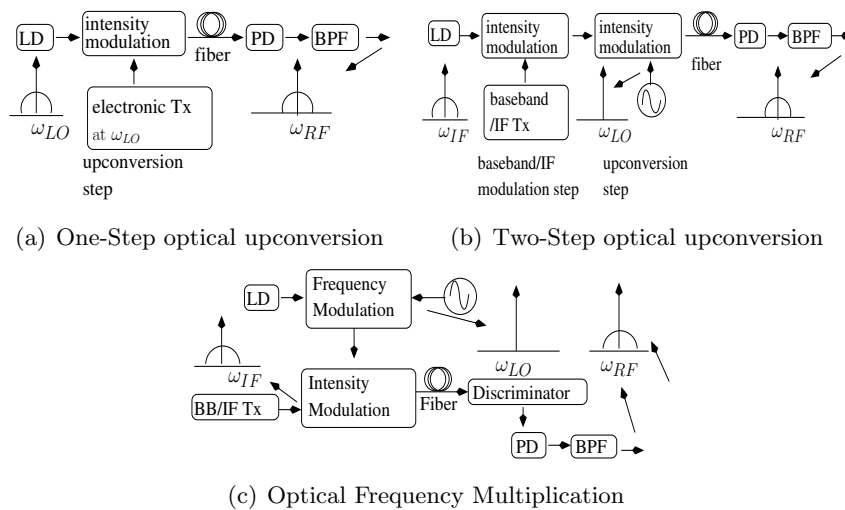 LD
intensity
modulation
fiber
PD
BPF
electronic Tx
at ω_LO
ω_LO
ω_RF
upconversion
step
(a) One-Step optical upconversion
LD
intensity
modulation
intensity
modulation
fiber
PD
BPF
baseband
/IF Tx
ω_IF
ω_LO
ω_RF
baseband/IF
modulation step
upconversion
step
(b) Two-Step optical upconversion
LD
Frequency
Modulation
ω_IF
ω_LO
ω_RF
BB/IF Tx
Intensity
Modulation
Fiber
Discriminator
PD
BPF
(c) Optical Frequency Multiplication